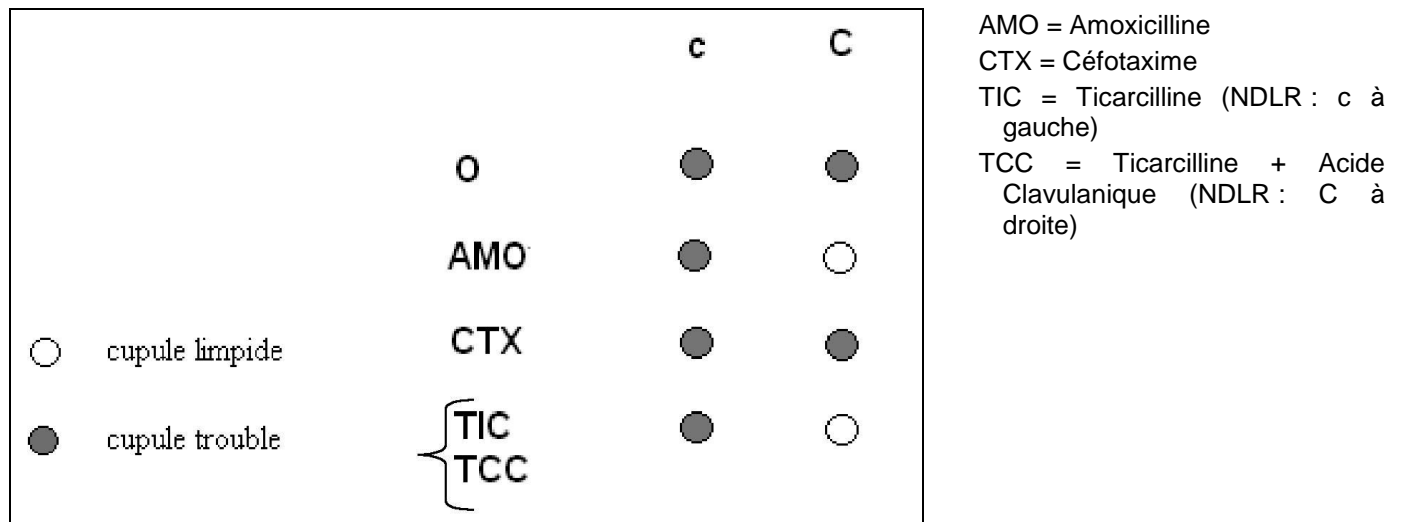 c C
O
AMO
CTX
cupule limpide
TIC
cupule trouble
TCC
AMO = Amoxicilline
CTX = Céfotaxime
TIC = Ticarcilline (NDLR : c à
gauche)
TCC = Ticarcilline + Acide
Clavulanique (NDLR : C à
droite)